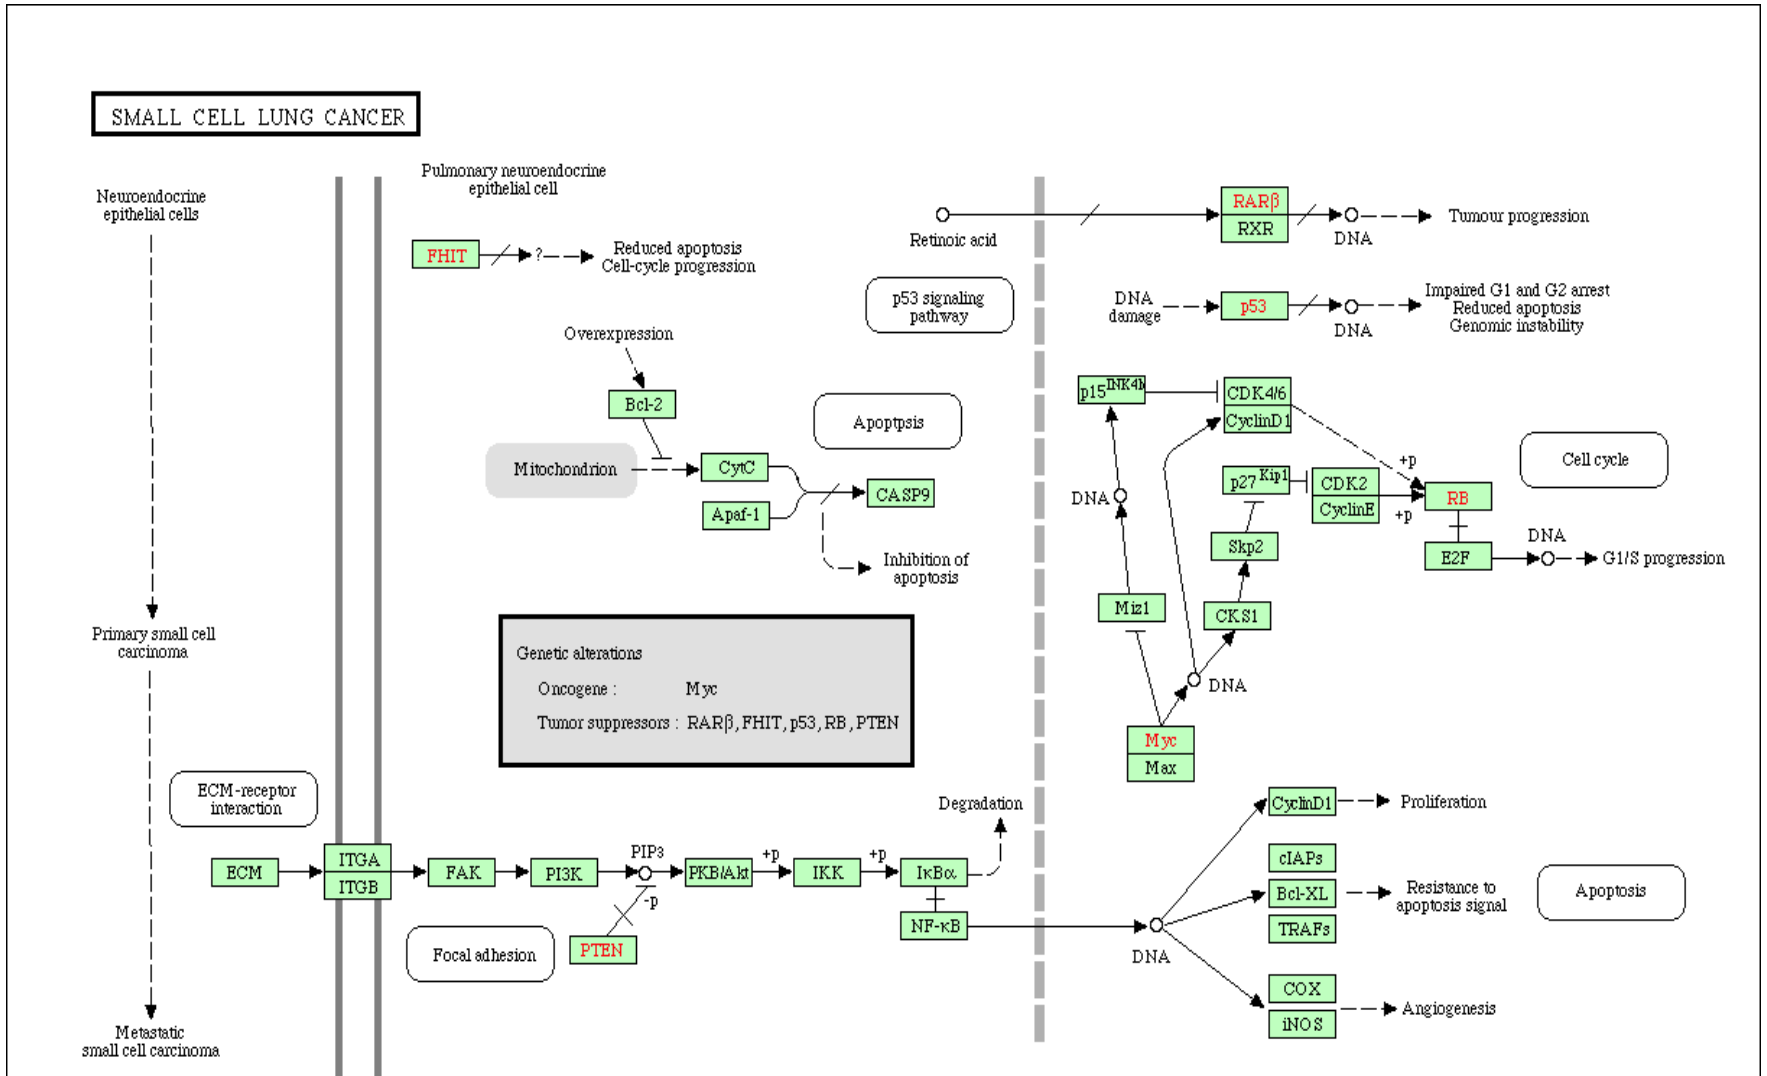 SMALL CELL LUNG CANCER
Neuroendocrine
epithelial cells
Primary small cell
carcinoma
Metastatic
small cell carcinoma
Pulmonary neuroendocrine
epithelial cell
FHIT
?
Reduced apoptosis
Cell-cycle progression
Overexpression
Bcl-2
Mitochondrion
CytC
Apaf-1
CASP9
Apoptpsis
Inhibition of
apoptosis
Retinoic acid
RARβ
RXR
DNA
Tumour progression
p53 signaling
pathway
DNA
damage
p53
DNA
Impaired G1 and G2 arrest
Reduced apoptosis
Genomic instability
p15INK4b
CDK4/6
CyclinD1
DNA
p27Kip1
CDK2
CyclinE
+p
+p
RB
Cell cycle
Skp2
E2F
DNA
G1/S progression
Miz1
CKS1
DNA
Myc
Max
Genetic alterations
Oncogene : Myc
Tumor suppressors : RARβ, FHIT, p53, RB, PTEN
ECM-receptor
interaction
ECM
ITGA
ITGB
FAK
PI3K
PIP3
-p
PTEN
Focal adhesion
PKB/Akt
+p
IKK
+p
IκBα
Degradation
NF-κB
DNA
CyclinD1
Proliferation
cIAPs
Bcl-XL
TRAFs
Resistance to
apoptosis signal
Apoptosis
COX
iNOS
Angiogenesis